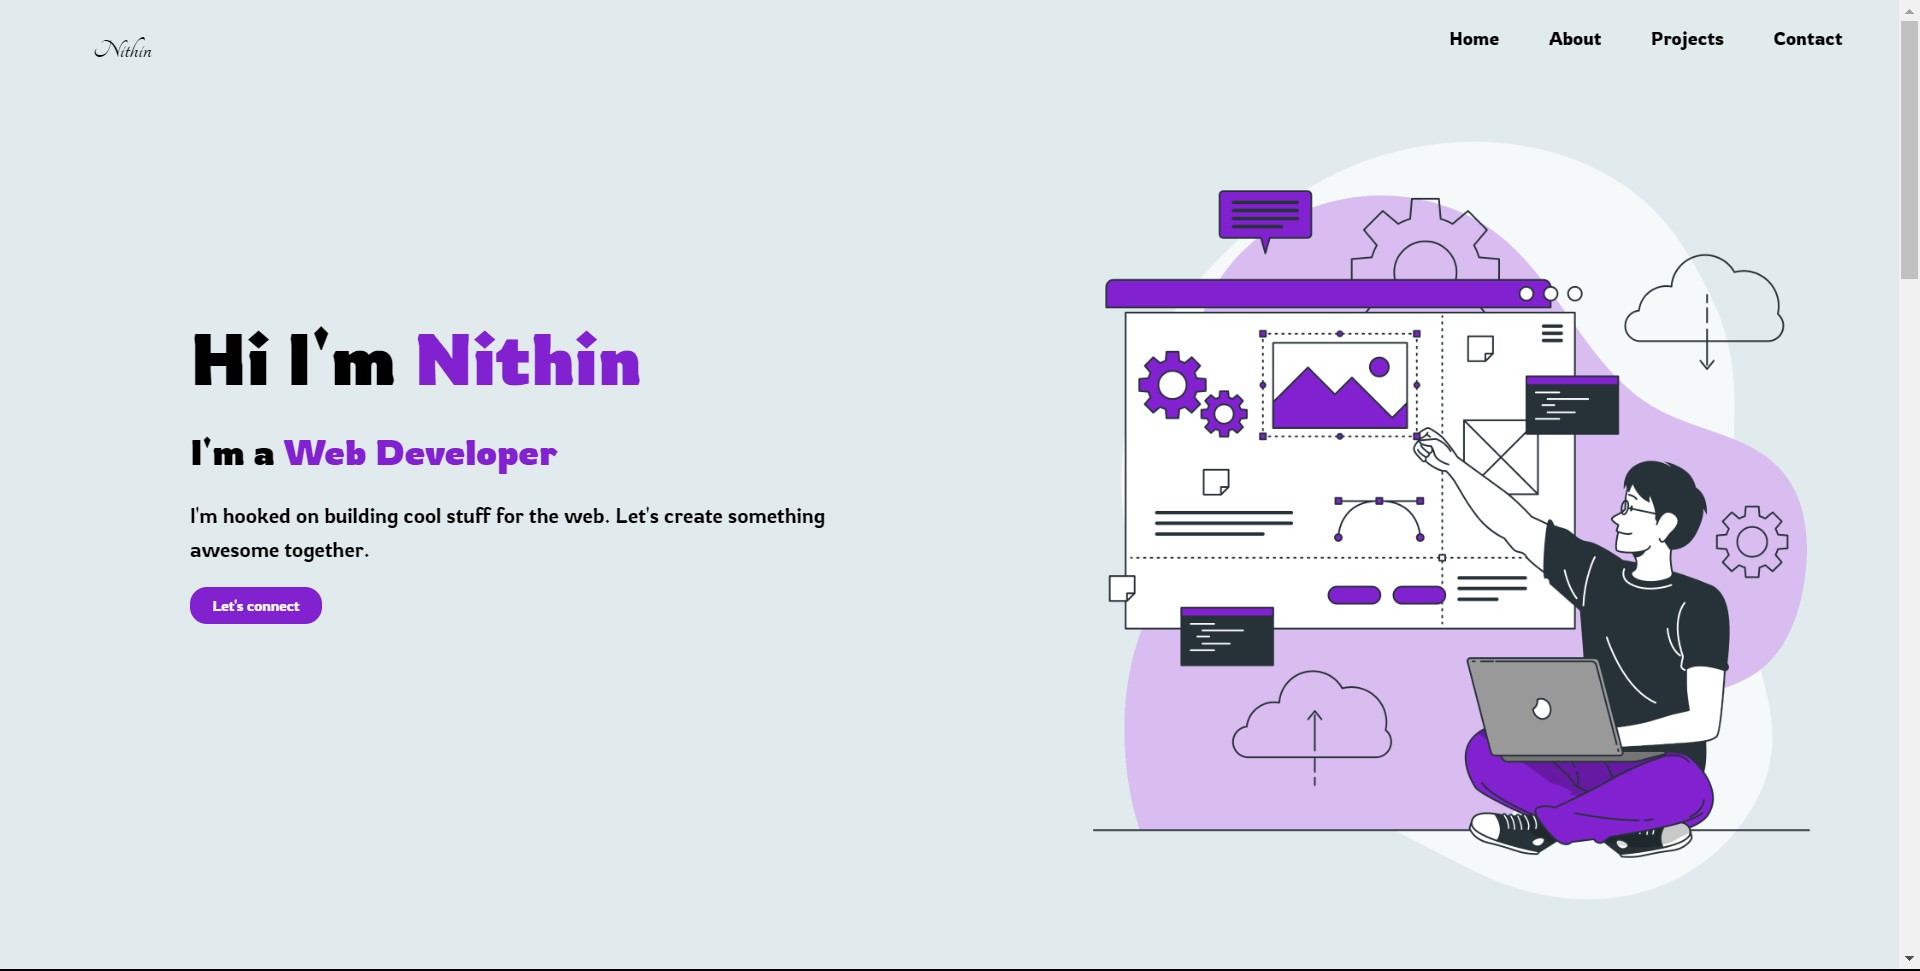 Nithin
Home About Projects Contact
Hi I'm Nithin
I'm a Web Developer
I'm hooked on building cool stuff for the web. Let's create something
awesome together.
Let's connect